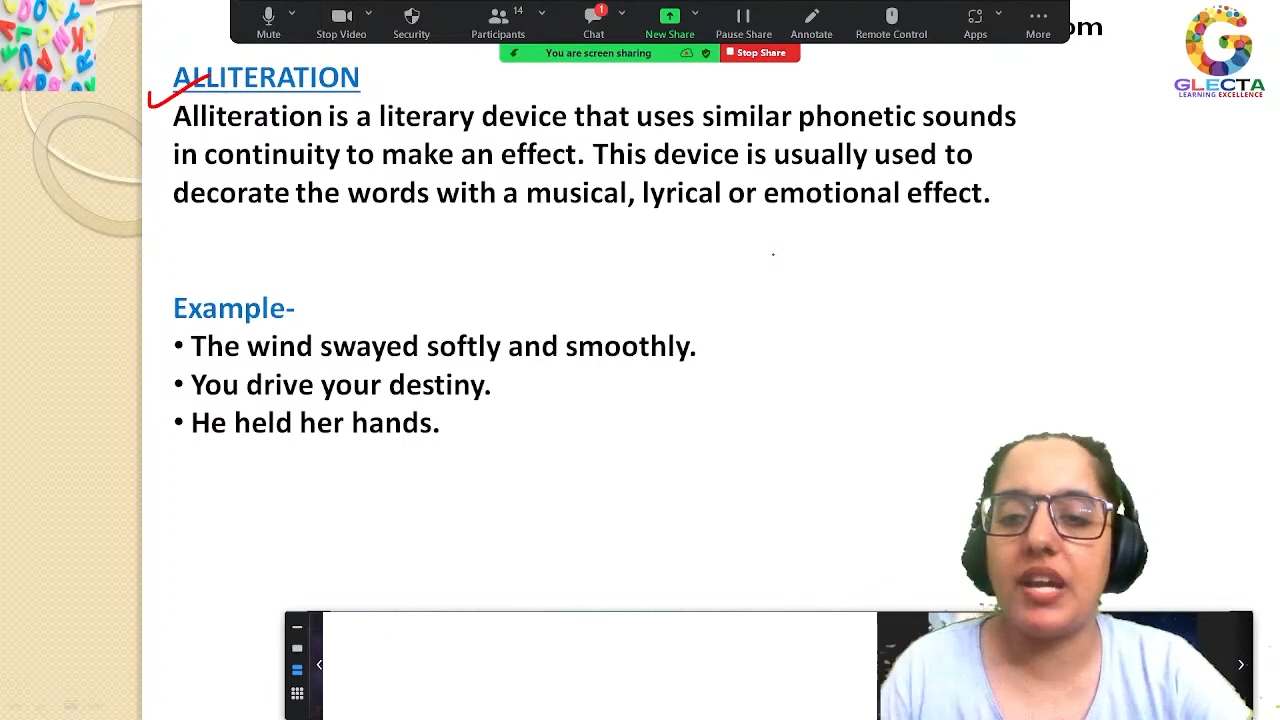 14
1
Mute
Stop Video
Security
Participants
Chat
New Share
Pause Share
Annotate
Remote Control
Apps
More
om
You are screen sharing
Stop Share
GLECTA
LEARNING EXCELLENCE
ALLITERATION
Alliteration is a literary device that uses similar phonetic sounds
in continuity to make an effect. This device is usually used to
decorate the words with a musical, lyrical or emotional effect.
Example-
• The wind swayed softly and smoothly.
• You drive your destiny.
• He held her hands.